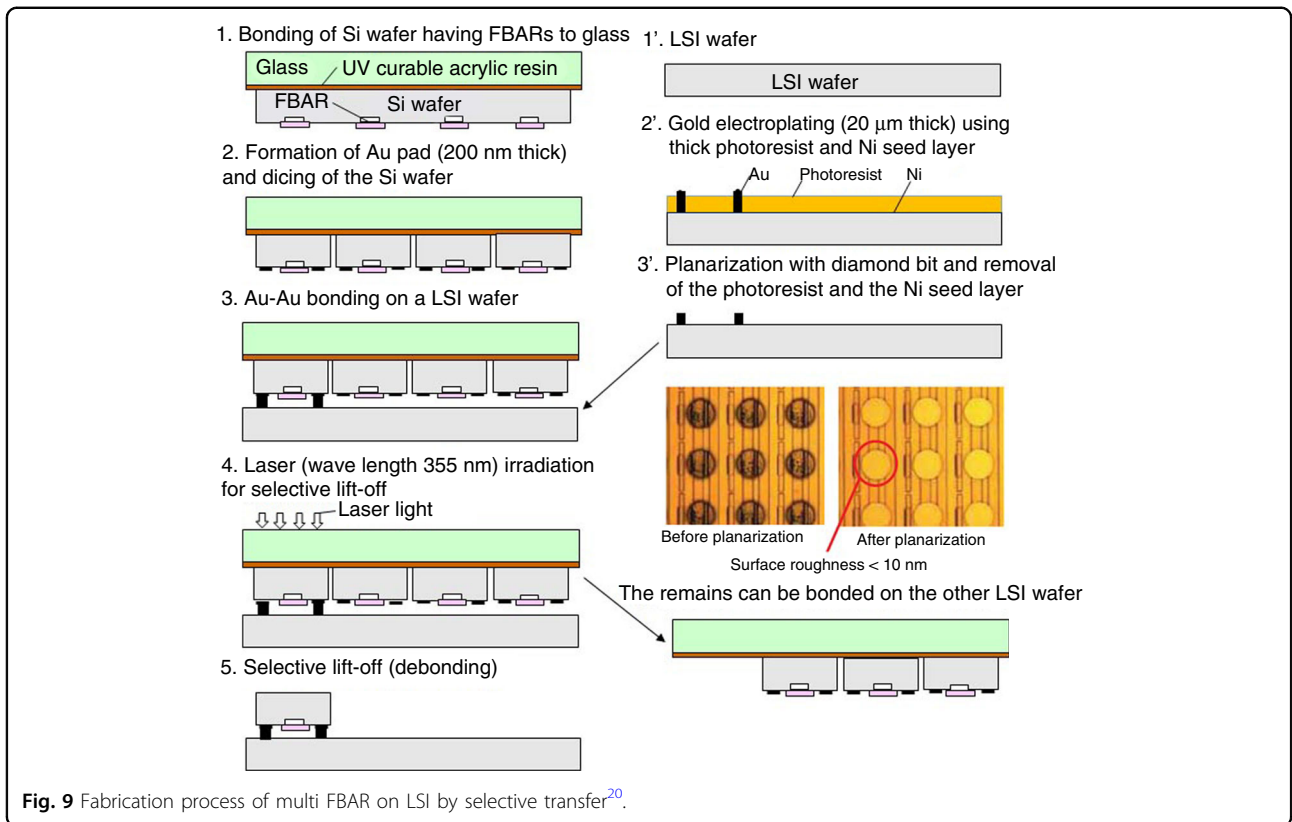 1. Bonding of Si wafer having FBARs to glass
Glass
UV curable acrylic resin
FBAR
Si wafer
2. Formation of Au pad (200 nm thick)
and dicing of the Si wafer
3. Au-Au bonding on a LSI wafer
4. Laser (wave length 355 nm) irradiation
for selective lift-off
Laser light
5. Selective lift-off (debonding)
1'. LSI wafer
LSI wafer
2'. Gold electroplating (20 μm thick) using
thick photoresist and Ni seed layer
Au
Photoresist
Ni
3'. Planarization with diamond bit and removal
of the photoresist and the Ni seed layer
Before planarization
After planarization
Surface roughness < 10 nm
The remains can be bonded on the other LSI wafer
Fig. 9 Fabrication process of multi FBAR on LSI by selective transfer20.